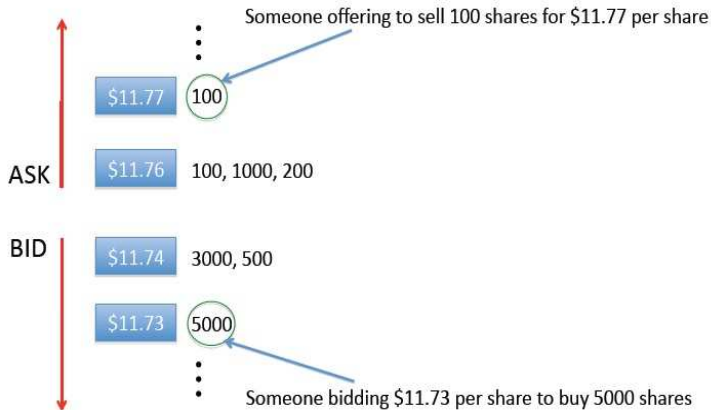 Someone offering to sell 100 shares for $11.77 per share
$11.77 100
ASK
$11.76 100, 1000, 200
BID
$11.74 3000, 500
$11.73 5000
Someone bidding $11.73 per share to buy 5000 shares